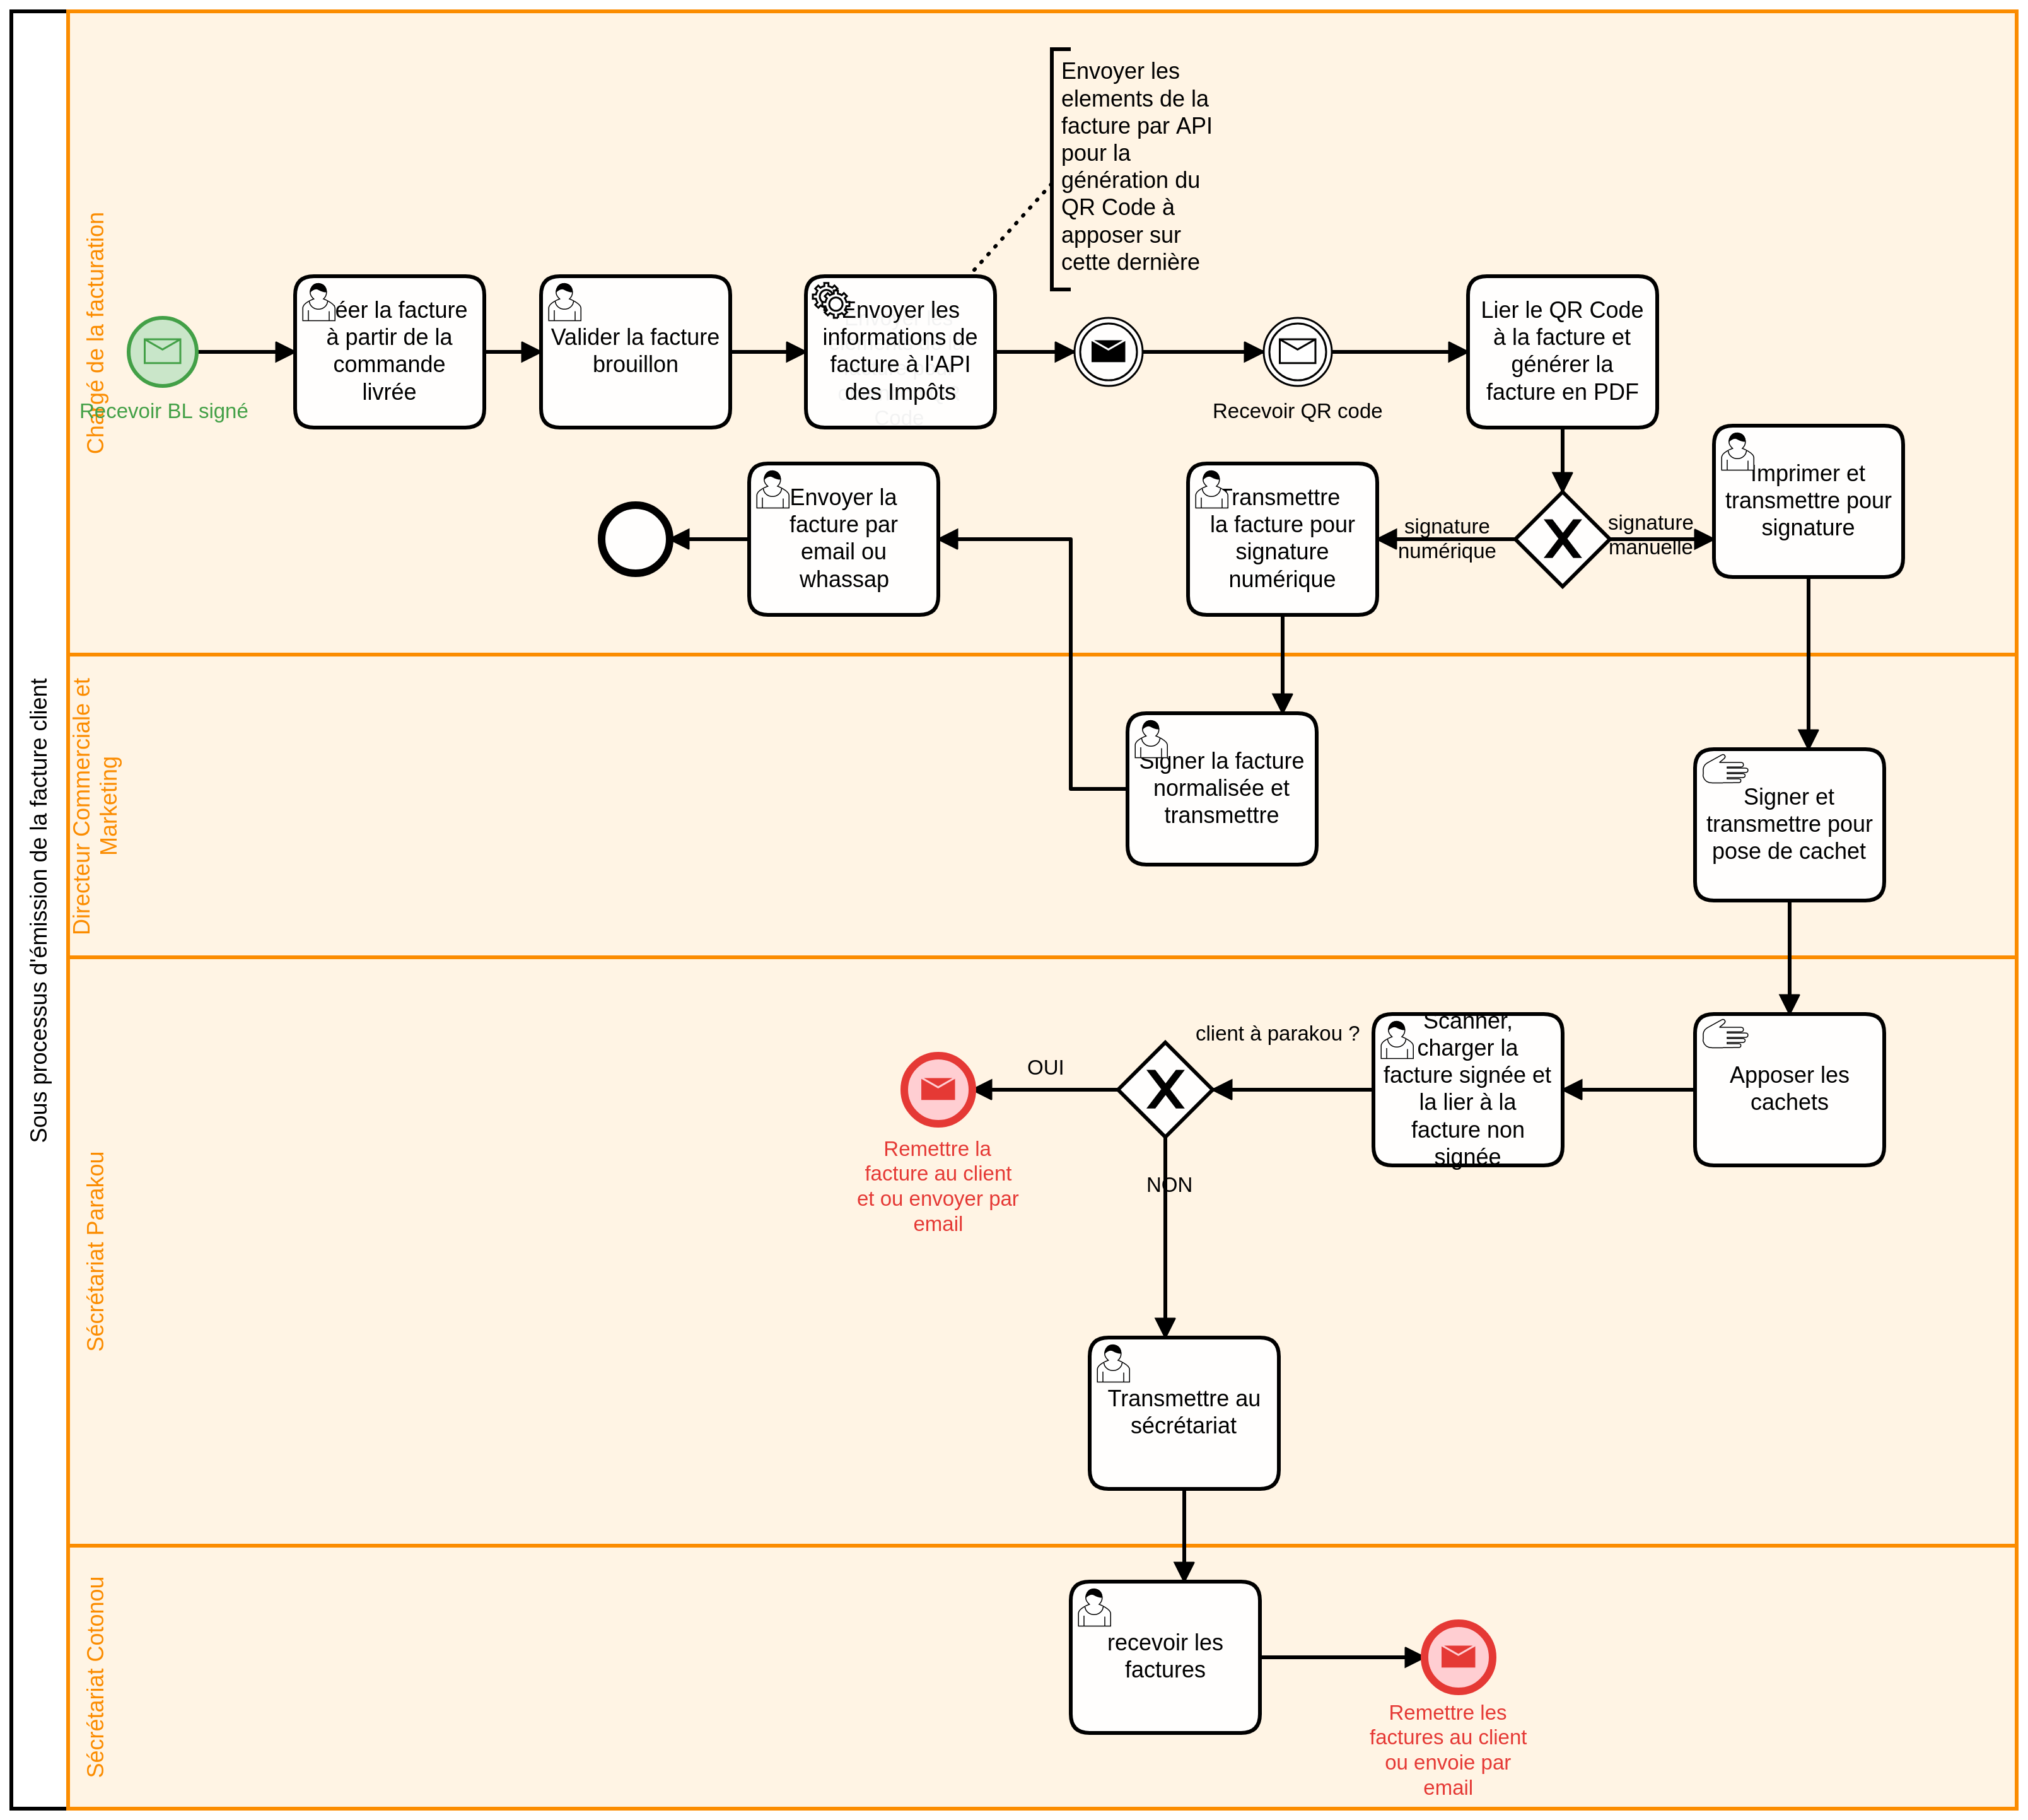 Sous processus d'émission de la facture client
Chargé de la facturation
Recevoir BL signé
éer la facture
à partir de la
commande
livrée
Valider la facture
brouillon
Envoyer les
informations de
facture à l'API
des Impôts
Code
Envoyer les
elements de la
facture par API
pour la
génération du
QR Code à
apposer sur
cette dernière
Recevoir QR code
Lier le QR Code
à la facture et
générer la
facture en PDF
signature
numérique
signature
manuelle
Imprimer et
transmettre pour
signature
Transmettre
la facture pour
signature
numérique
Envoyer la
facture par
email ou
whassap
Directeur Commerciale et
Marketing
Signer la facture
normalisée et
transmettre
Signer et
transmettre pour
pose de cachet
Sécrétariat Parakou
Apposer les
cachets
Scanner,
charger la
facture signée et
la lier à la
facture non
signée
client à parakou ?
OUI
NON
Remettre la
facture au client
et ou envoyer par
email
Transmettre au
sécrétariat
Sécrétariat Cotonou
recevoir les
factures
Remettre les
factures au client
ou envoie par
email